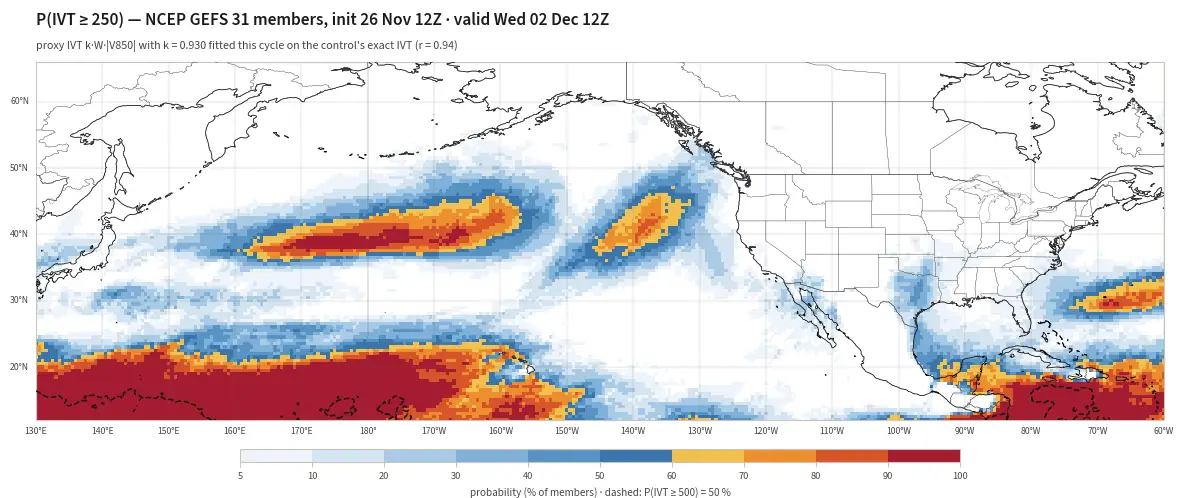 P(IVT ≥ 250) — NCEP GEFS 31 members, init 26 Nov 12Z · valid Wed 02 Dec 12Z
proxy IVT k·W·|V850| with k = 0.930 fitted this cycle on the control's exact IVT (r = 0.94)
60°N
50°N
40°N
30°N
20°N
130°E 140°E 150°E 160°E 170°E 180° 170°W 160°W 150°W 140°W 130°W 120°W 110°W 100°W 90°W 80°W 70°W 60°W
5 10 20 30 40 50 60 70 80 90 100
probability (% of members) · dashed: P(IVT ≥ 500) = 50 %